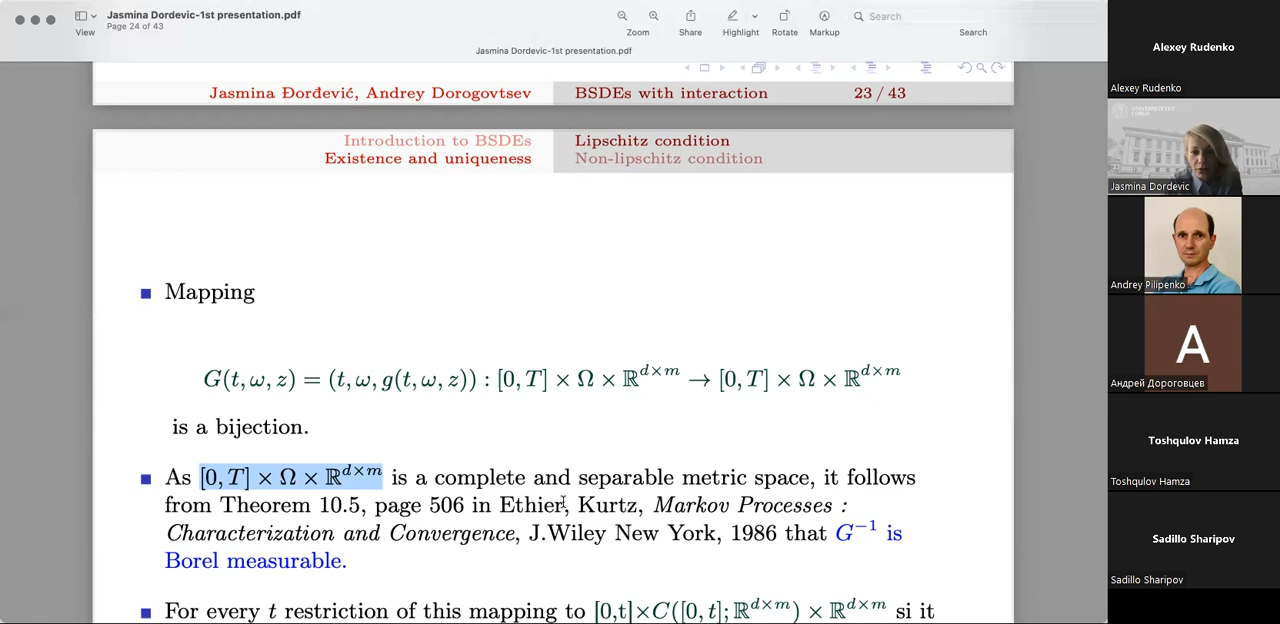 Jasmina Dordevic-1st presentation.pdf
Page 24 of 43
View
Zoom
Share
Highlight
Rotate
Markup
Search
Search
Jasmina Dordevic-1st presentation.pdf
Jasmina Đorđević, Andrey Dorogovtsev
BSDEs with interaction
23 / 43
Introduction to BSDEs
Existence and uniqueness
Lipschitz condition
Non-lipschitz condition
Mapping
G(t, ω, z) = (t, ω, g(t, ω, z)) : [0, T] × Ω × ℝ^{d×m} → [0, T] × Ω × ℝ^{d×m}
is a bijection.
As [0, T] × Ω × ℝ^{d×m} is a complete and separable metric space, it follows
from Theorem 10.5, page 506 in Ethier, Kurtz, Markov Processes :
Characterization and Convergence, J.Wiley New York, 1986 that G^{−1} is
Borel measurable.
For every t restriction of this mapping to [0,t]×C([0, t]; ℝ^{d×m}) × ℝ^{d×m} si it
Alexey Rudenko
Alexey Rudenko
Jasmina Dordevic
Andrey Pilipenko
A
Андрей Дороговцев
Toshqulov Hamza
Toshqulov Hamza
Sadillo Sharipov
Sadillo Sharipov